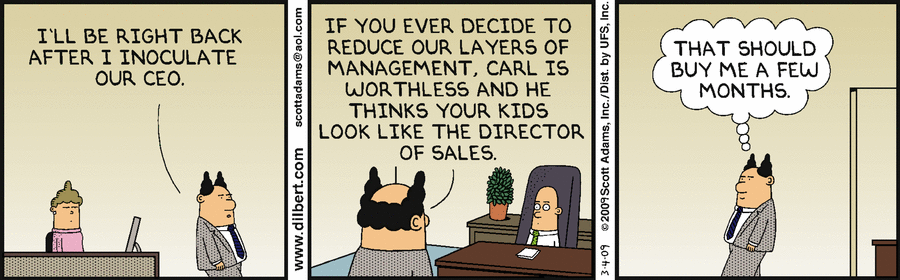 I'LL BE RIGHT BACK
AFTER I INOCULATE
OUR CEO.
www.dilbert.com
scottadams@aol.com
IF YOU EVER DECIDE TO
REDUCE OUR LAYERS OF
MANAGEMENT, CARL IS
WORTHLESS AND HE
THINKS YOUR KIDS
LOOK LIKE THE DIRECTOR
OF SALES.
3-4-09 ©2009 Scott Adams, Inc./Dist. by UFS, Inc.
THAT SHOULD
BUY ME A FEW
MONTHS.